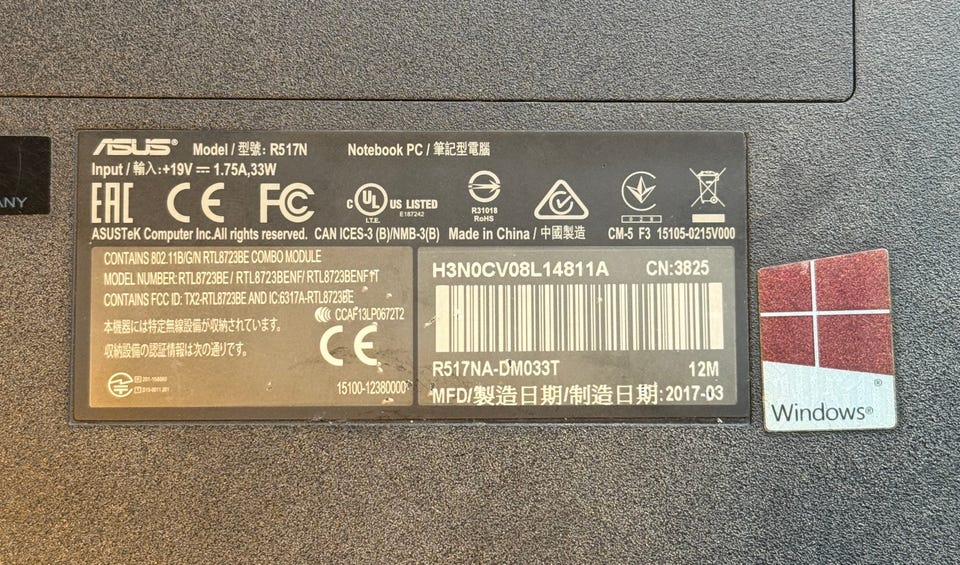 ASUS® Model / 型號: R517N Notebook PC / 筆記型電腦
Input / 輸入:+19V⎓ 1.75A,33W
EAC CE FC c UL US LISTED
I.T.E. E187242
R31018
RoHS
ASUSTeK Computer Inc.All rights reserved. CAN ICES-3 (B)/NMB-3(B) Made in China / 中國製造 CM-5 F3 15105-0215V000
CONTAINS 802.11B/G/N RTL8723BE COMBO MODULE
MODEL NUMBER: RTL8723BE / RTL8723BENF/ RTL8723BENF1T
CONTAINS FCC ID: TX2-RTL8723BE AND IC:6317A-RTL8723BE
CCAF13LP0672T2
本機器には特定無線設備が収納されています。
収納設備の認証情報は次の通りです。
CE
15100-12380000
H3N0CV08L14811A CN:3825
R517NA-DM033T 12M
MFD/製造日期/制造日期:2017-03
ANY
Windows®